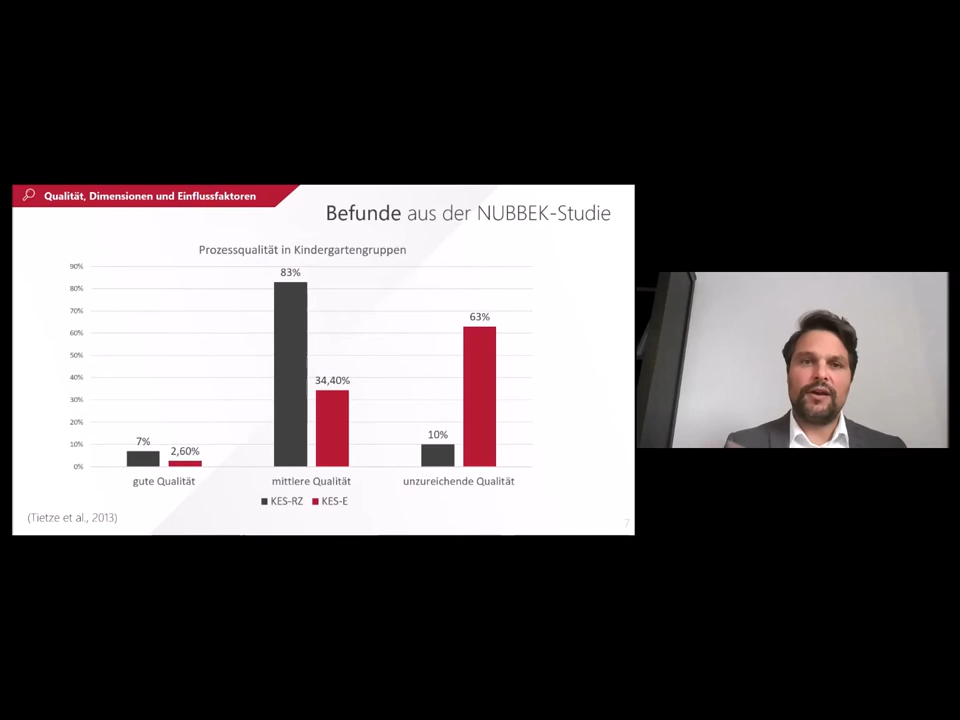 Qualität, Dimensionen und Einflussfaktoren
Befunde aus der NUBBEK-Studie
Prozessqualität in Kindergartengruppen
90%
80%
70%
60%
50%
40%
30%
20%
10%
0%
83%
63%
34,40%
7%
2,60%
10%
gute Qualität
mittlere Qualität
unzureichende Qualität
KES-RZ KES-E
(Tietze et al., 2013)
7